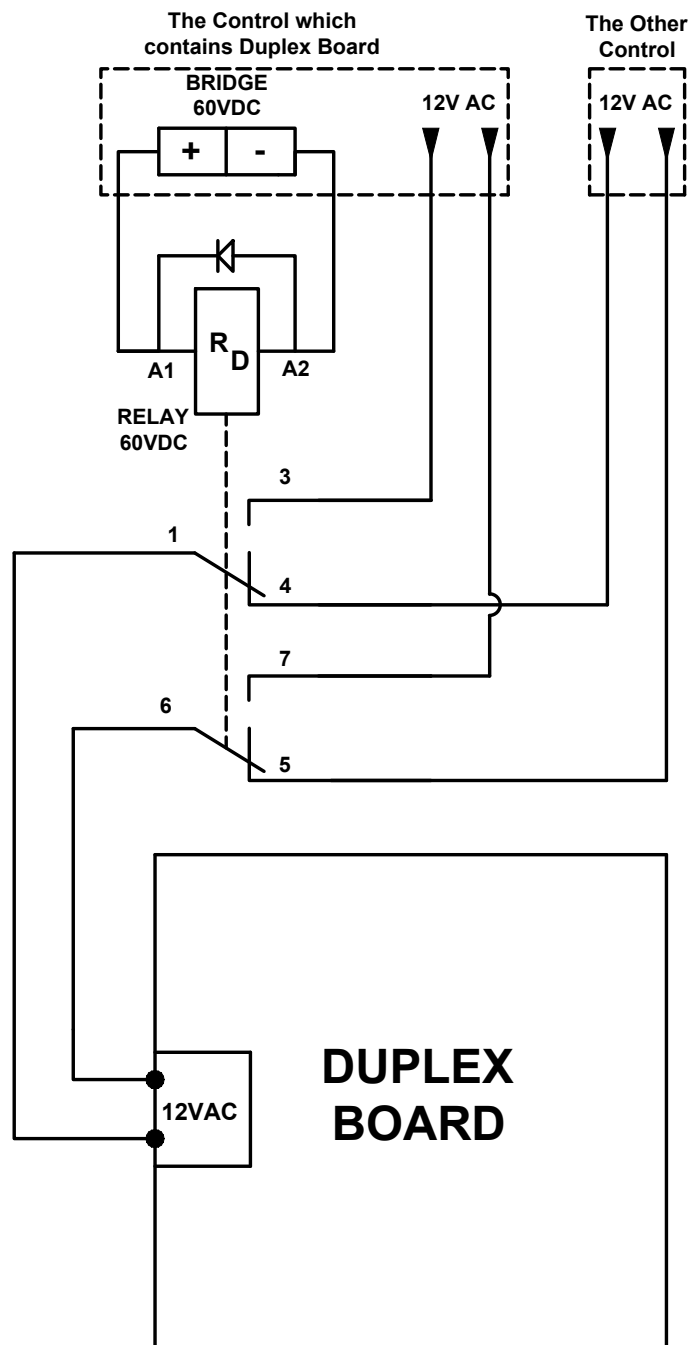 The Control which
contains Duplex Board
The Other
Control
BRIDGE
60VDC
12V AC
12V AC
+ -
R D
A1
A2
RELAY
60VDC
3
1
4
7
6
5
12VAC
DUPLEX
BOARD